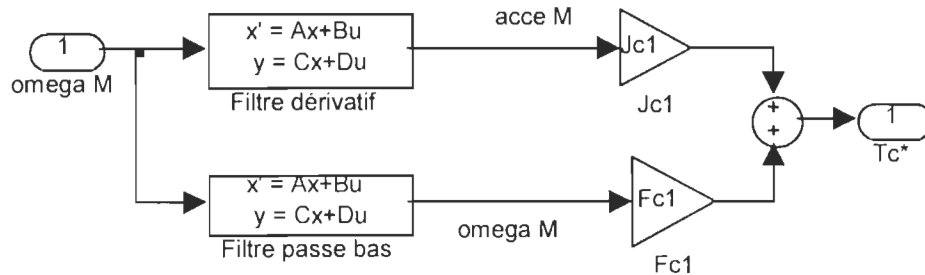 acce M
1
omega M
x' = Ax+Bu
y = Cx+Du
Filtre dérivatif
Jc1
Jc1
+
+
1
Tc*
x' = Ax+Bu
y = Cx+Du
Filtre passe bas
omega M
Fc1
Fc1